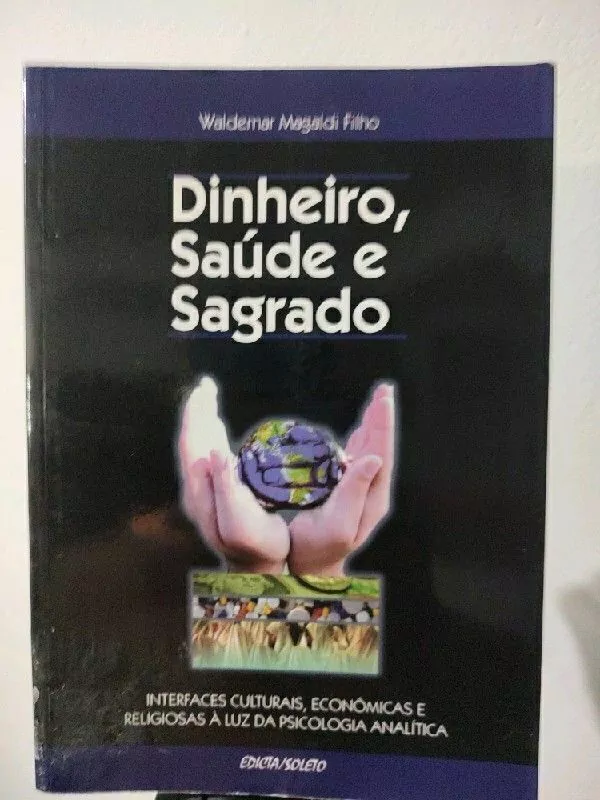 Waldemar Magaldi Filho
Dinheiro,
Saúde e
Sagrado
INTERFACES CULTURAIS, ECONÔMICAS E
RELIGIOSAS À LUZ DA PSICOLOGIA ANALÍTICA
EDICTA/SOLETO